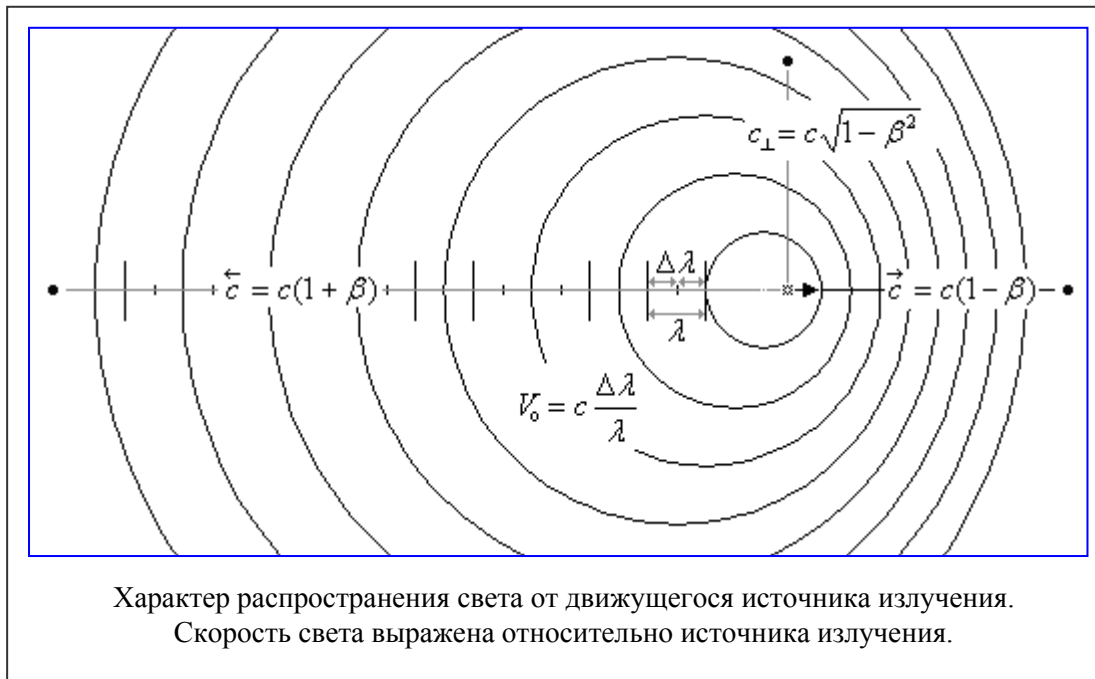 c⊥ = c√(1 − β²)
Δλ
c⃖ = c(1 + β)
c⃗ = c(1 − β)
λ
V₀ = c Δλ/λ
Характер распространения света от движущегося источника излучения.
Скорость света выражена относительно источника излучения.